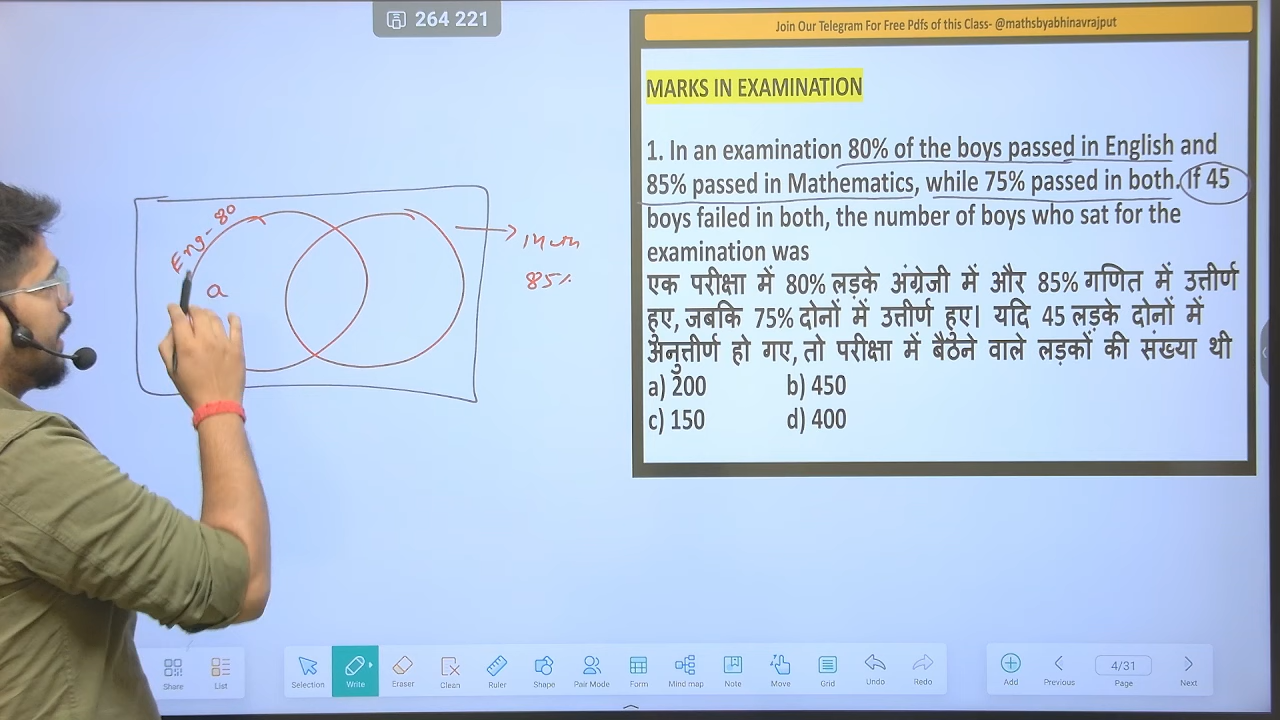 264 221
Join Our Telegram For Free Pdfs of this Class- @mathsbyabhinavrajput
MARKS IN EXAMINATION
1. In an examination 80% of the boys passed in English and
85% passed in Mathematics, while 75% passed in both. If 45
boys failed in both, the number of boys who sat for the
examination was
एक परीक्षा में 80% लड़के अंग्रेजी में और 85% गणित में उत्तीर्ण
हुए, जबकि 75% दोनों में उत्तीर्ण हुए। यदि 45 लड़के दोनों में
अनुत्तीर्ण हो गए, तो परीक्षा में बैठने वाले लड़कों की संख्या थी
a) 200 b) 450
c) 150 d) 400
Eng - 80
a
Math
85%
Share List Selection Write Eraser Clean Ruler Shape Pair Mode Form Mind map Note Move Grid Undo Redo Add Previous 4/31 Page Next